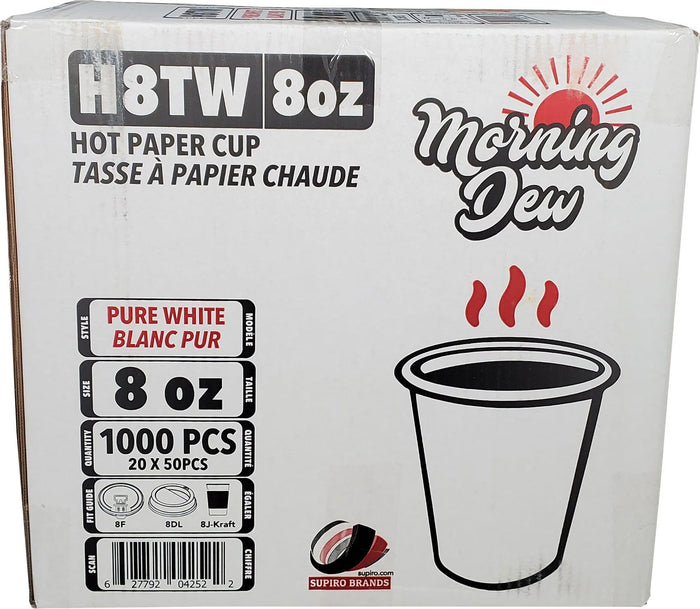 H8TW 8oz
HOT PAPER CUP
TASSE À PAPIER CHAUDE
Morning
Dew
STYLE
PURE WHITE
BLANC PUR
MODÈLE
SIZE
8 oz
TAILLE
QUANTITY
1000 PCS
20 X 50PCS
QUANTITÉ
FIT GUIDE
8F 8DL 8J-Kraft
ÉGALER
SCAN
6 27792 04252 2
CHIFFRE
supiro.com
SUPIRO BRANDS